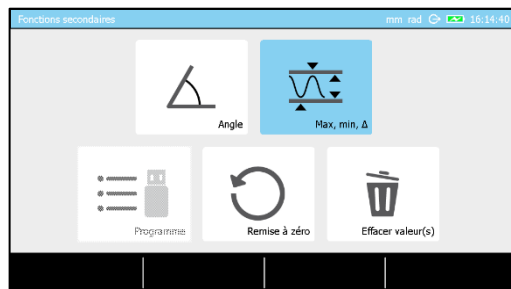 Fonctions secondaires
mm rad 16:14:40
Angle
Max, min, Δ
Programme
Remise à zéro
Effacer valeur(s)